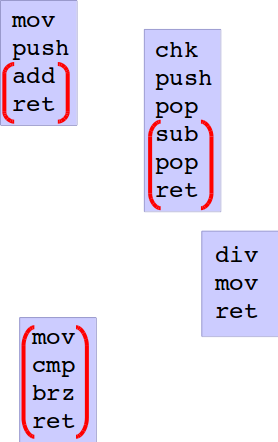 mov
push
add
ret
chk
push
pop
sub
pop
ret
div
mov
ret
mov
cmp
brz
ret